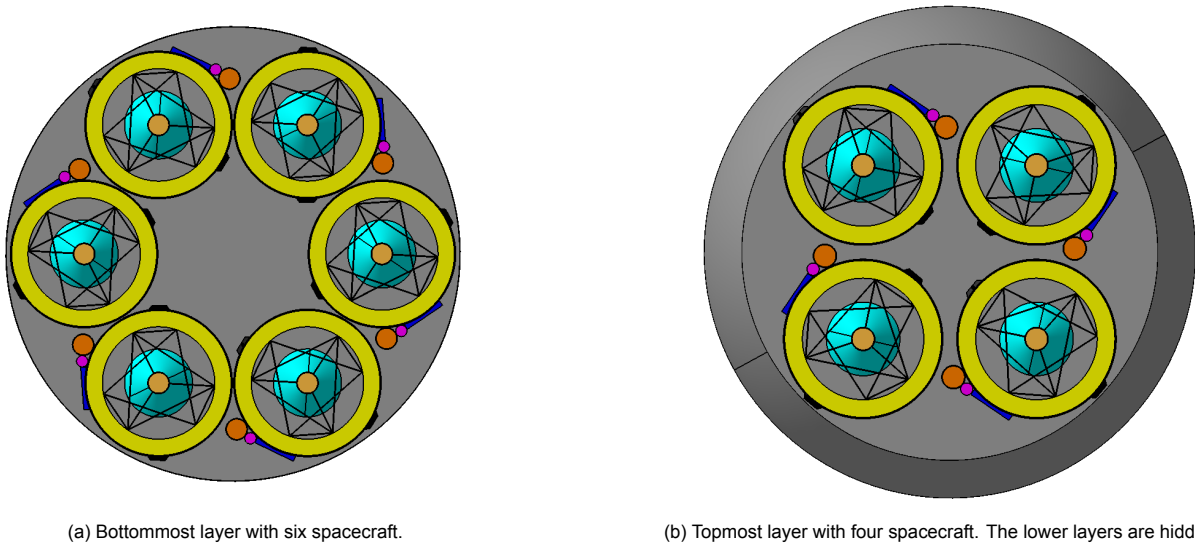 (a) Bottommost layer with six spacecraft.
(b) Topmost layer with four spacecraft. The lower layers are hidd